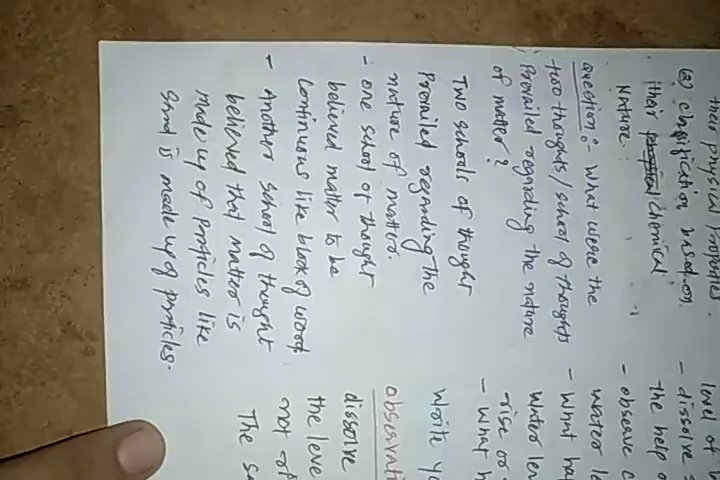 their physical properties.
(2) classification based on
their chemical
Nature:
question: what were the
two thoughts/school of thoughts
prevailed regarding the nature
of matter?
Two schools of thought
Prevailed regarding the
nature of matter.
- one school of thought
believed matter to be
continuous like block of wood.
- Another school of thought
believed that matter is
made up of particles like
sand is made up of particles.
level of
- dissolve
the help o
- observe c
water le
- What ha
water lev
rise or
- What h
Write yo
observati
dissolve
the leve
not or
The sa